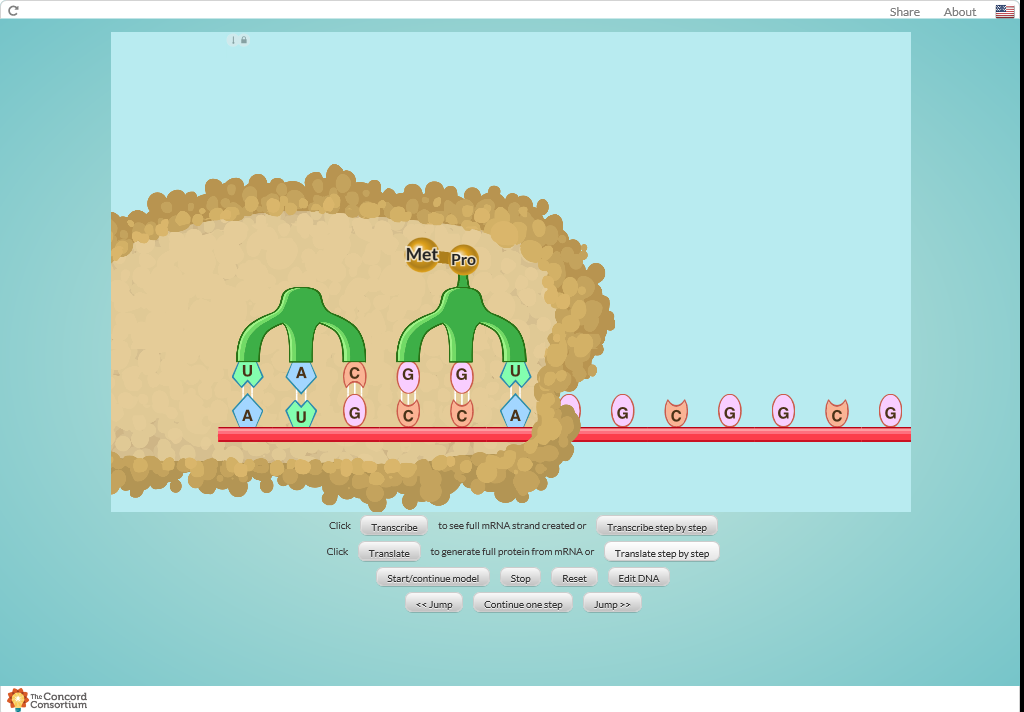 Share About
Met Pro
U A C G G U
A U G C C A G C G G C G
Click Transcribe to see full mRNA strand created or Transcribe step by step
Click Translate to generate full protein from mRNA or Translate step by step
Start/continue model Stop Reset Edit DNA
<< Jump Continue one step Jump >>
The Concord
Consortium